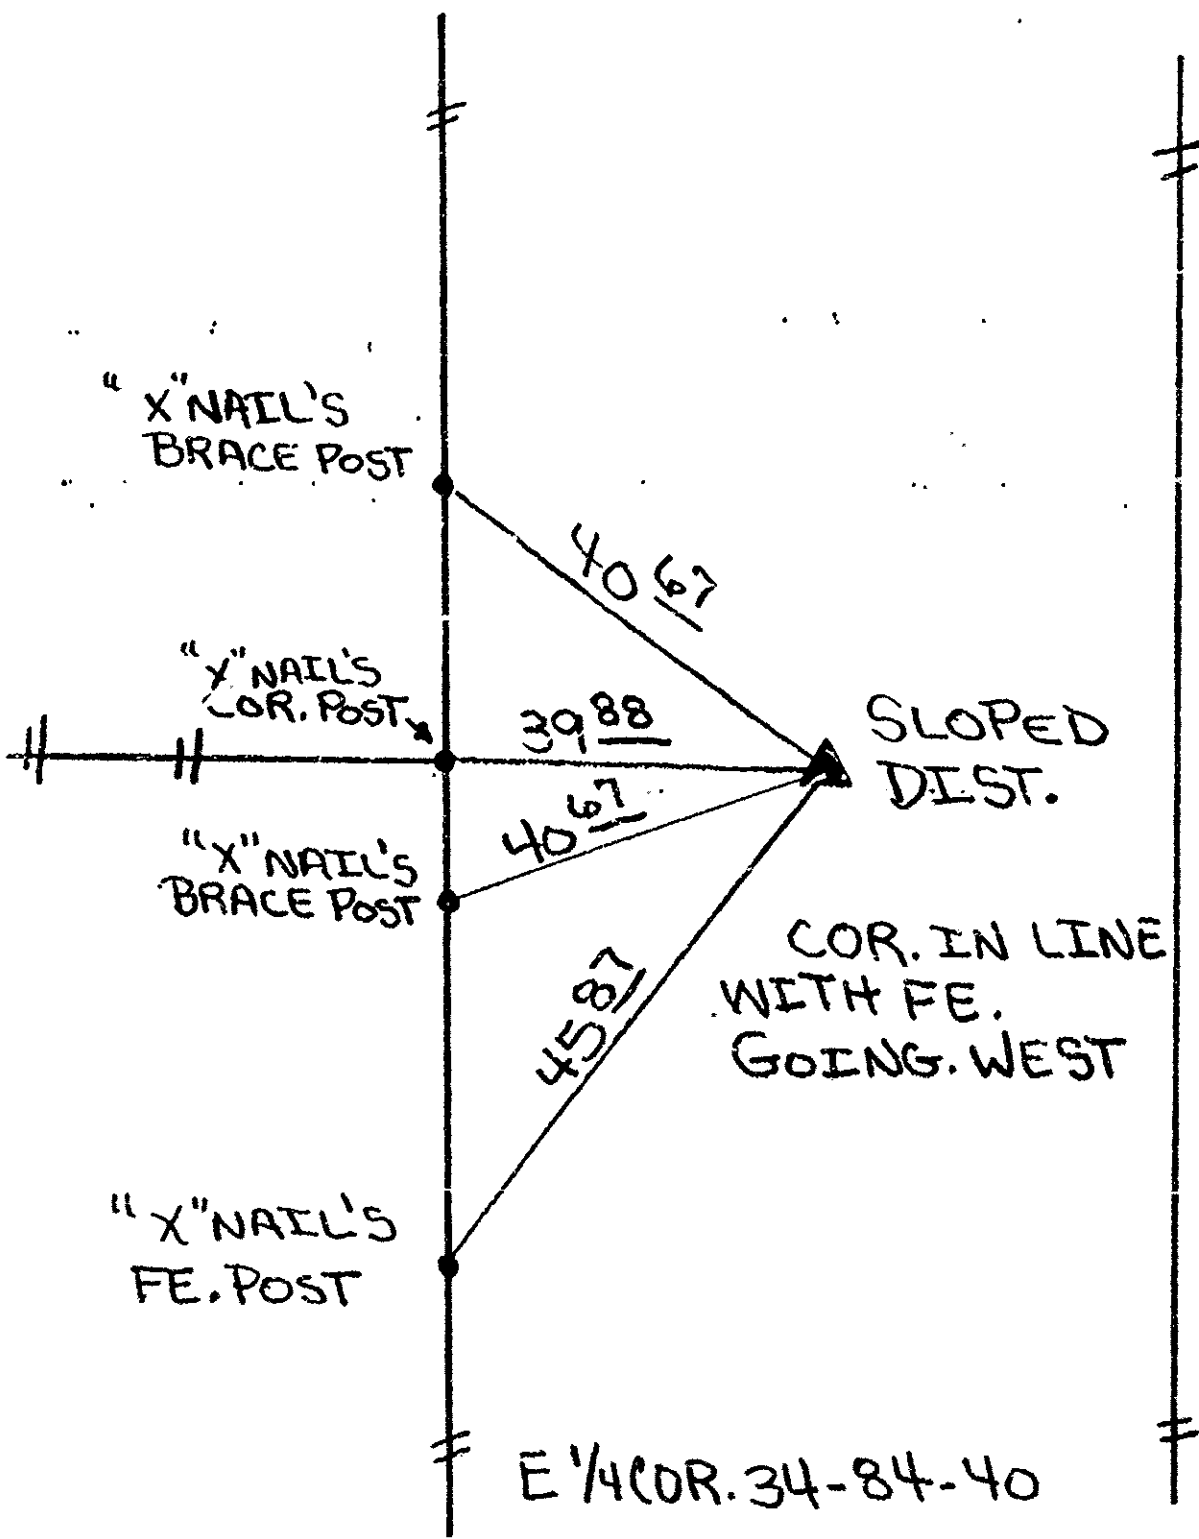 "X" NAIL'S
BRACE POST
40 67
"X" NAIL'S
COR. POST
39 88
SLOPED
DIST.
40 67
"X" NAIL'S
BRACE POST
COR. IN LINE
WITH FE.
GOING. WEST
45 87
"X" NAIL'S
FE. POST
E 1/4 COR. 34-84-40